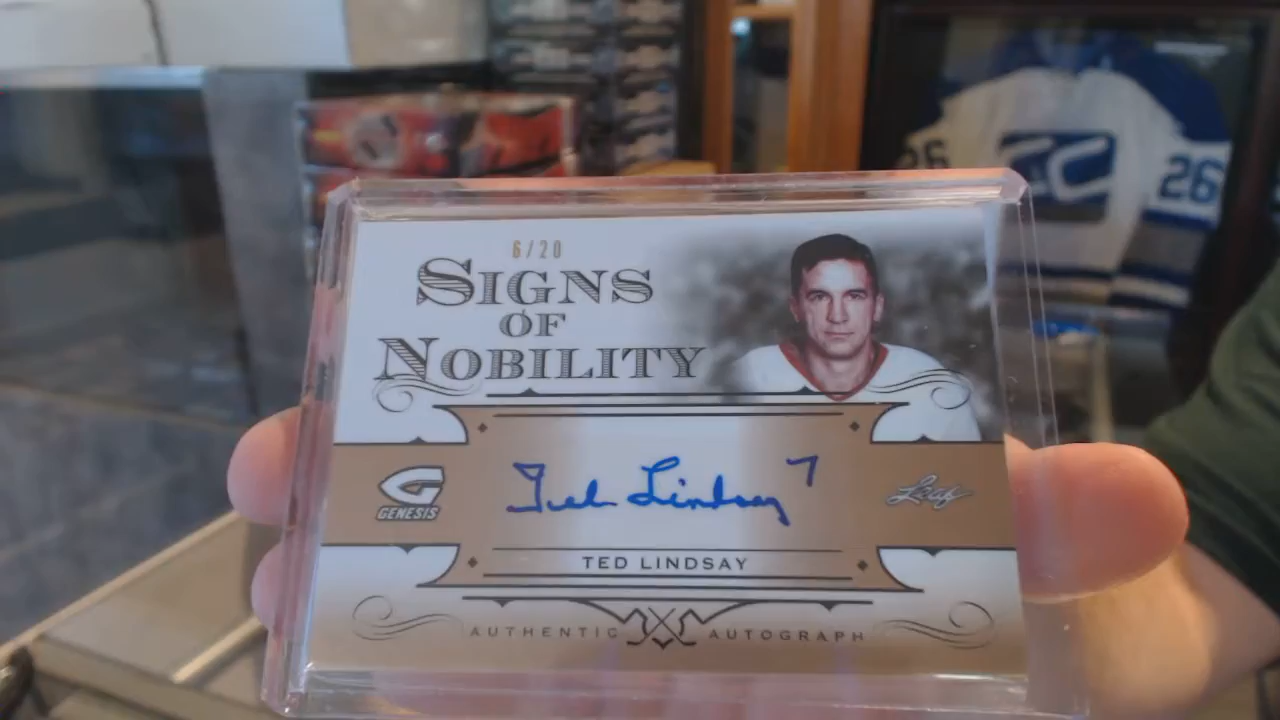 6/20
SIGNS
OF
NOBILITY
Ted Lindsay 7
G
GENESIS
Leaf
TED LINDSAY
AUTHENTIC AUTOGRAPH
26
26